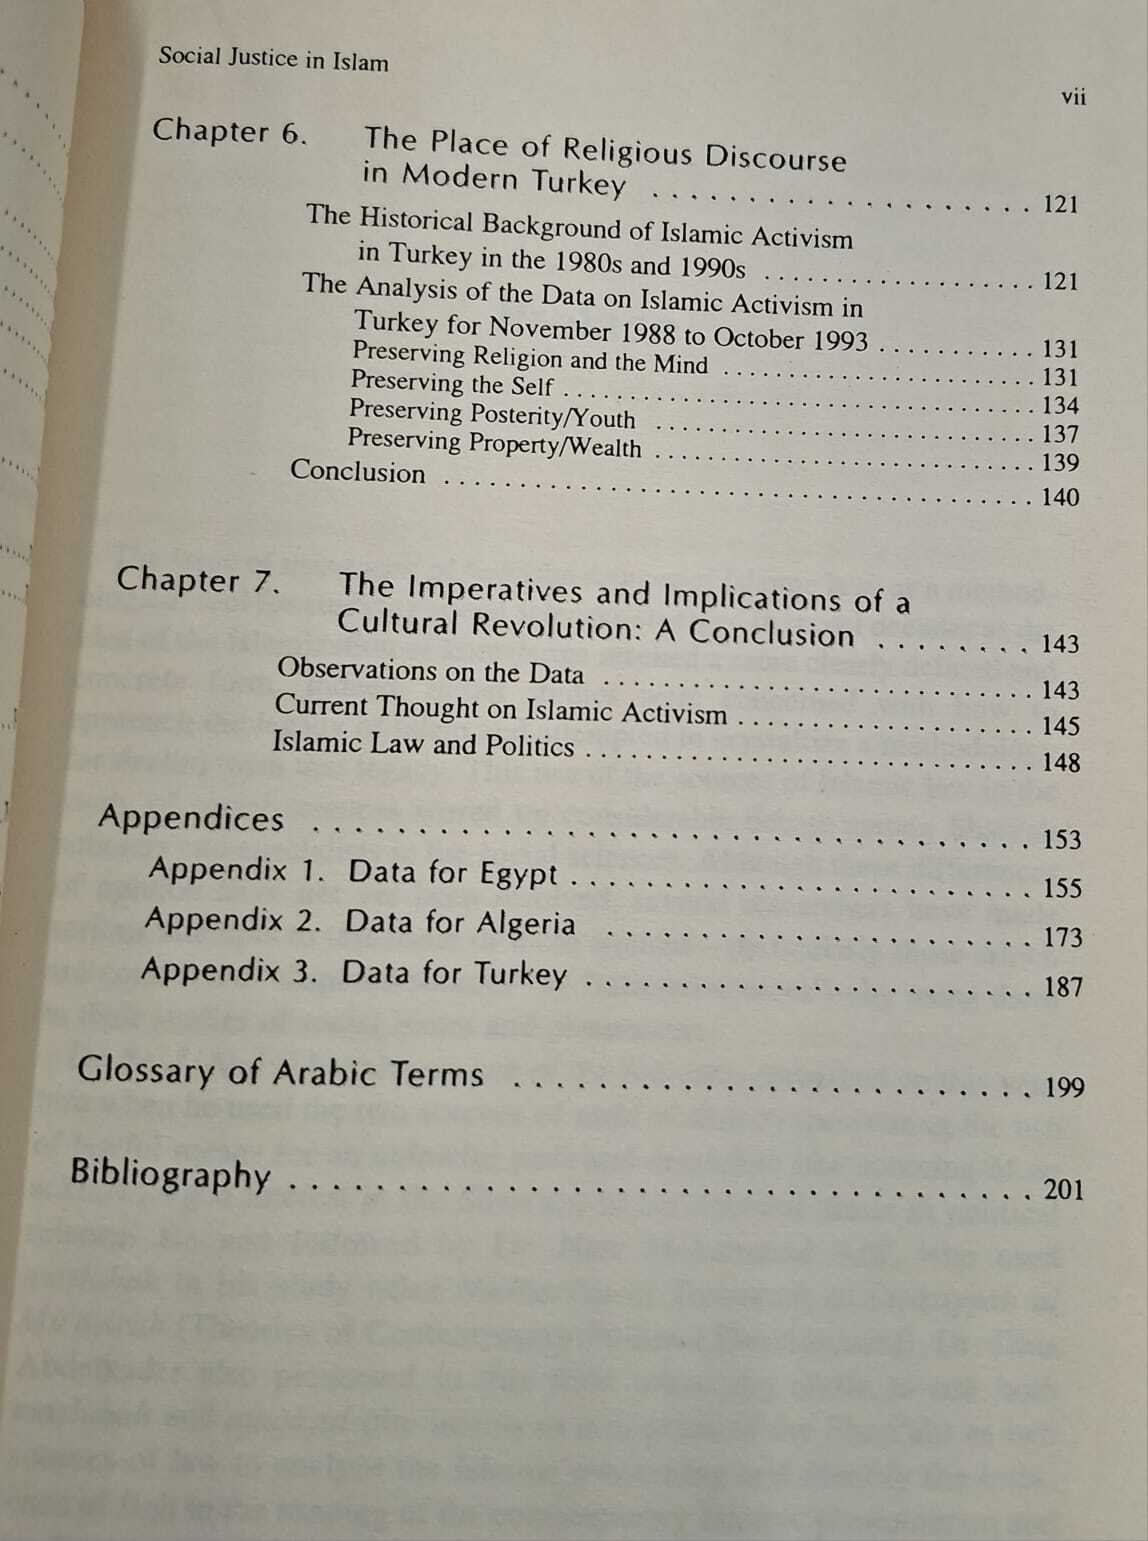 Social Justice in Islam
vii
Chapter 6. The Place of Religious Discourse
in Modern Turkey . . . . . . . . . . . . . . . . . . . . 121
The Historical Background of Islamic Activism
in Turkey in the 1980s and 1990s . . . . . . . . . . . . . . . . . . . . 121
The Analysis of the Data on Islamic Activism in
Turkey for November 1988 to October 1993 . . . . . . . . . . . 131
Preserving Religion and the Mind . . . . . . . . . . . . . . . . . . . . . . 131
Preserving the Self . . . . . . . . . . . . . . . . . . . . . . . . . . . . . . . . . 134
Preserving Posterity/Youth . . . . . . . . . . . . . . . . . . . . . . . . . . 137
Preserving Property/Wealth . . . . . . . . . . . . . . . . . . . . . . . . . . 139
Conclusion . . . . . . . . . . . . . . . . . . . . . . . . . . . . . . . . . . . . . . 140
Chapter 7. The Imperatives and Implications of a
Cultural Revolution: A Conclusion . . . . . . . . 143
Observations on the Data . . . . . . . . . . . . . . . . . . . . . . . . . . . . . 143
Current Thought on Islamic Activism . . . . . . . . . . . . . . . . . . . . 145
Islamic Law and Politics . . . . . . . . . . . . . . . . . . . . . . . . . . . . . . 148
Appendices . . . . . . . . . . . . . . . . . . . . . . . . . . . . . . . . . . . . . 153
Appendix 1. Data for Egypt . . . . . . . . . . . . . . . . . . . . . . . . 155
Appendix 2. Data for Algeria . . . . . . . . . . . . . . . . . . . . . . 173
Appendix 3. Data for Turkey . . . . . . . . . . . . . . . . . . . . . . . 187
Glossary of Arabic Terms . . . . . . . . . . . . . . . . . . . . . . . . . . . 199
Bibliography . . . . . . . . . . . . . . . . . . . . . . . . . . . . . . . . . . . 201